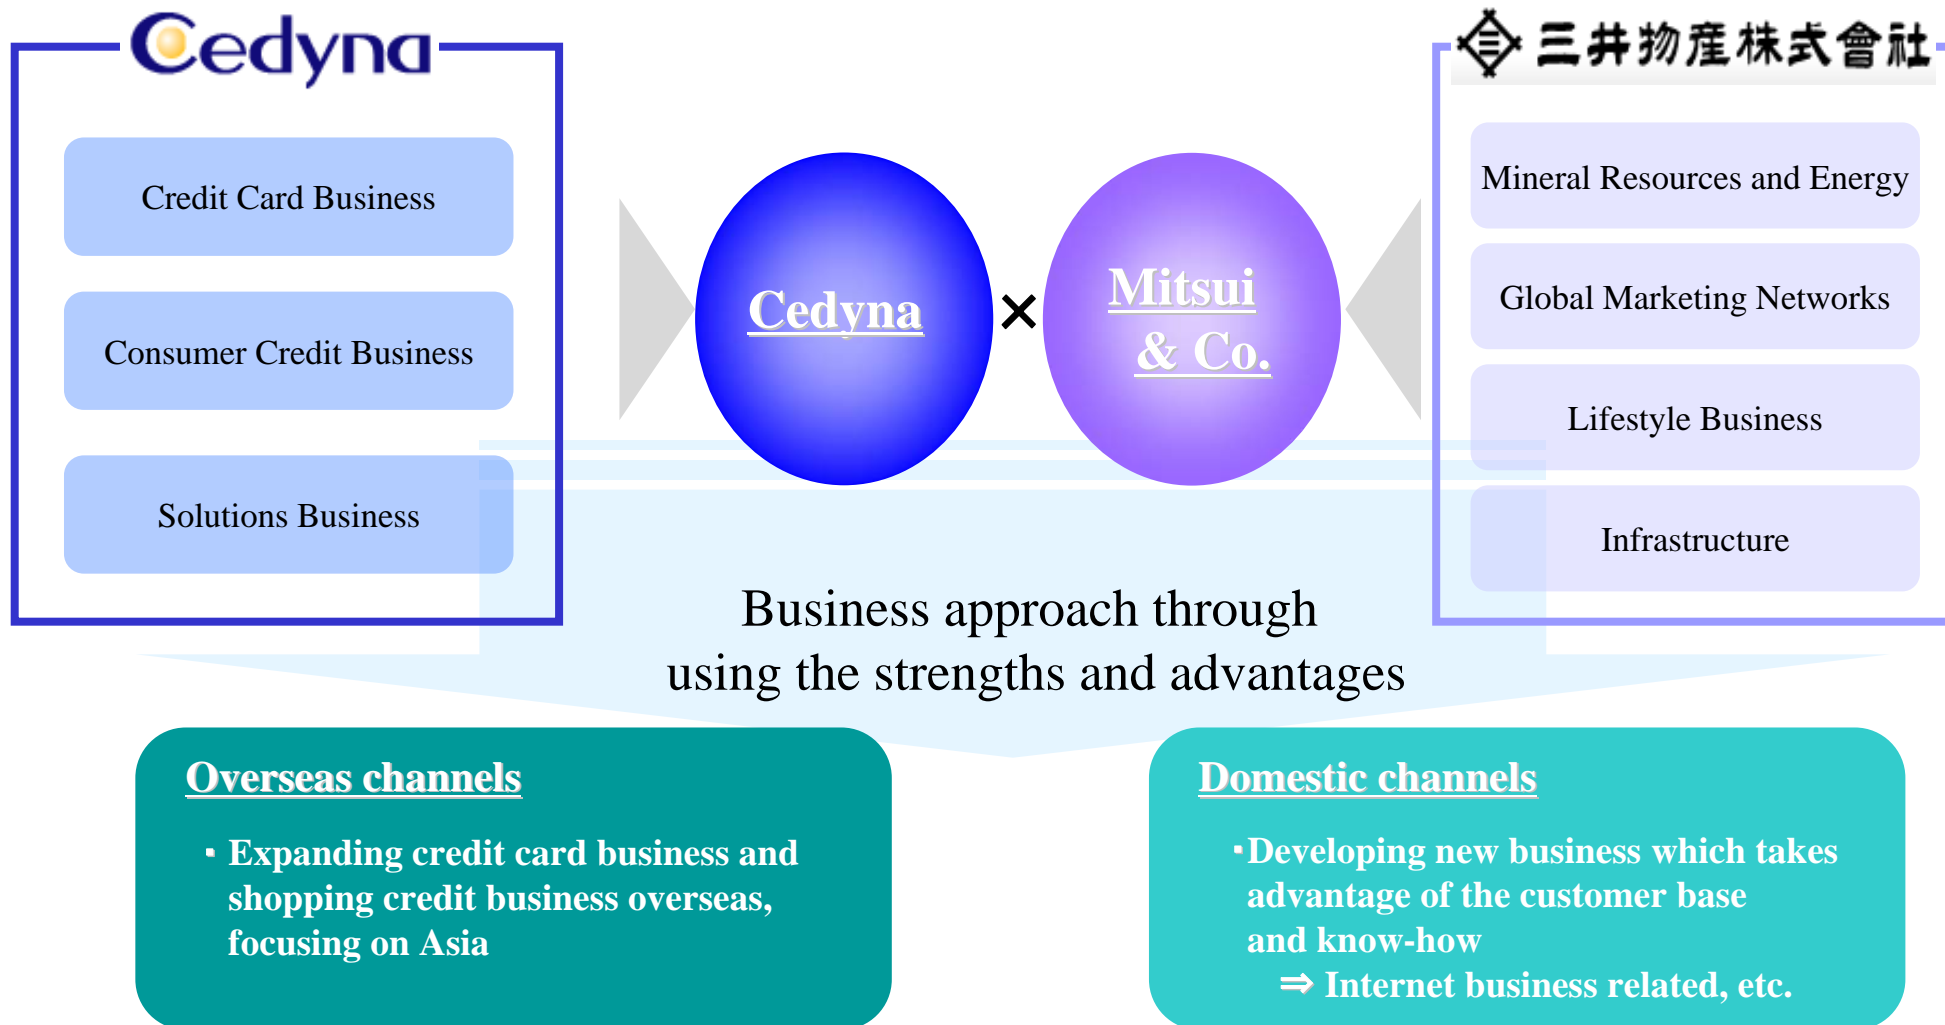 Cedyna
Credit Card Business
Consumer Credit Business
Solutions Business
Cedyna
×
Mitsui
& Co.
三井物産株式會社
Mineral Resources and Energy
Global Marketing Networks
Lifestyle Business
Infrastructure
Business approach through
using the strengths and advantages
Overseas channels
・Expanding credit card business and
shopping credit business overseas,
focusing on Asia
Domestic channels
・Developing new business which takes
advantage of the customer base
and know-how
⇒ Internet business related, etc.